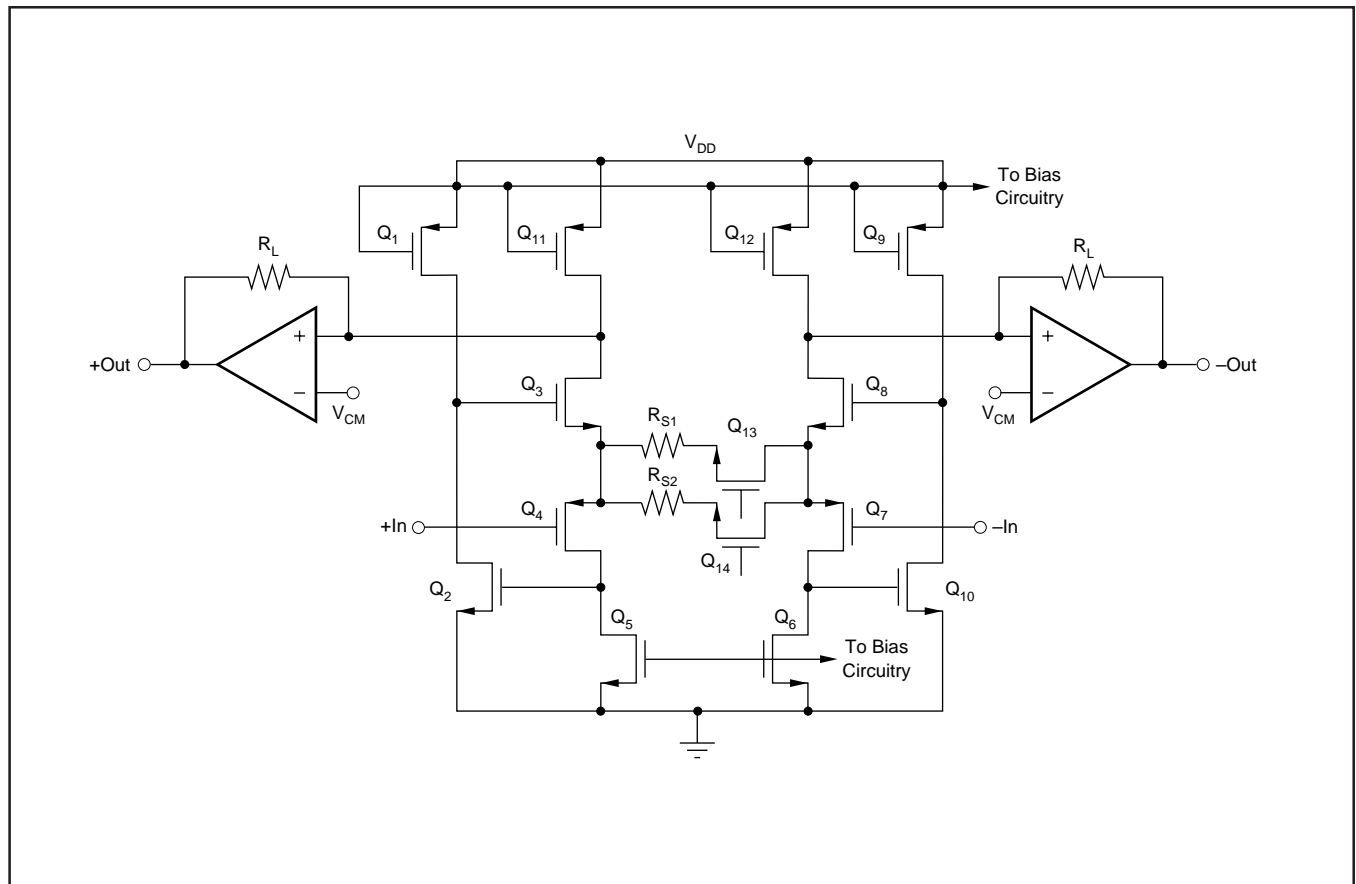 V_DD
To Bias
Circuitry
Q_1
Q_11
Q_12
Q_9
R_L
R_L
+
+
+Out
–Out
–
–
V_CM
V_CM
Q_3
Q_8
R_S1
Q_13
R_S2
Q_4
Q_7
+In
–In
Q_14
Q_2
Q_10
Q_5
Q_6
To Bias
Circuitry